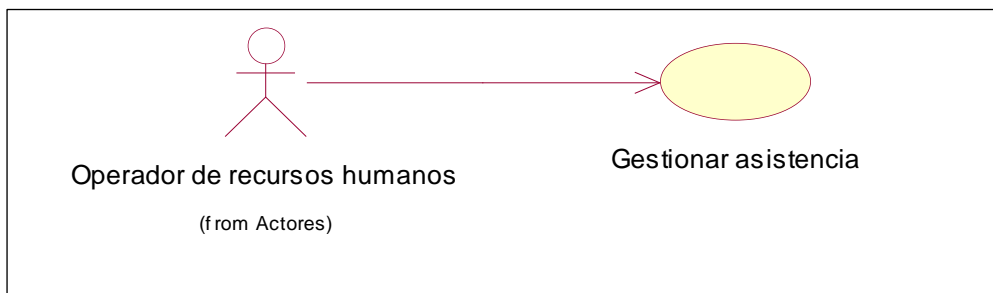 Operador de recursos humanos
(from Actores)
Gestionar asistencia